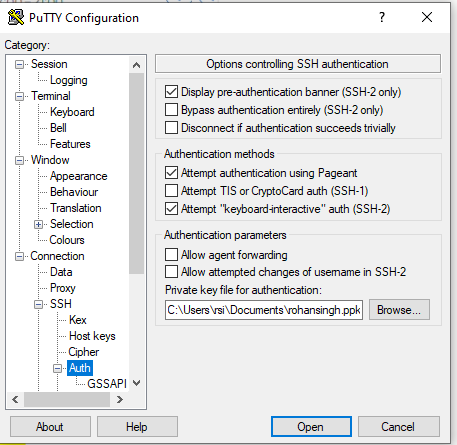 PuTTY Configuration
?
Category:
Session
Logging
Terminal
Keyboard
Bell
Features
Window
Appearance
Behaviour
Translation
Selection
Colours
Connection
Data
Proxy
SSH
Kex
Host keys
Cipher
Auth
GSSAPI
Options controlling SSH authentication
Display pre-authentication banner (SSH-2 only)
Bypass authentication entirely (SSH-2 only)
Disconnect if authentication succeeds trivially
Authentication methods
Attempt authentication using Pageant
Attempt TIS or CryptoCard auth (SSH-1)
Attempt "keyboard-interactive" auth (SSH-2)
Authentication parameters
Allow agent forwarding
Allow attempted changes of username in SSH-2
Private key file for authentication:
C:\Users\rsi\Documents\rohansingh.ppk
Browse...
About
Help
Open
Cancel